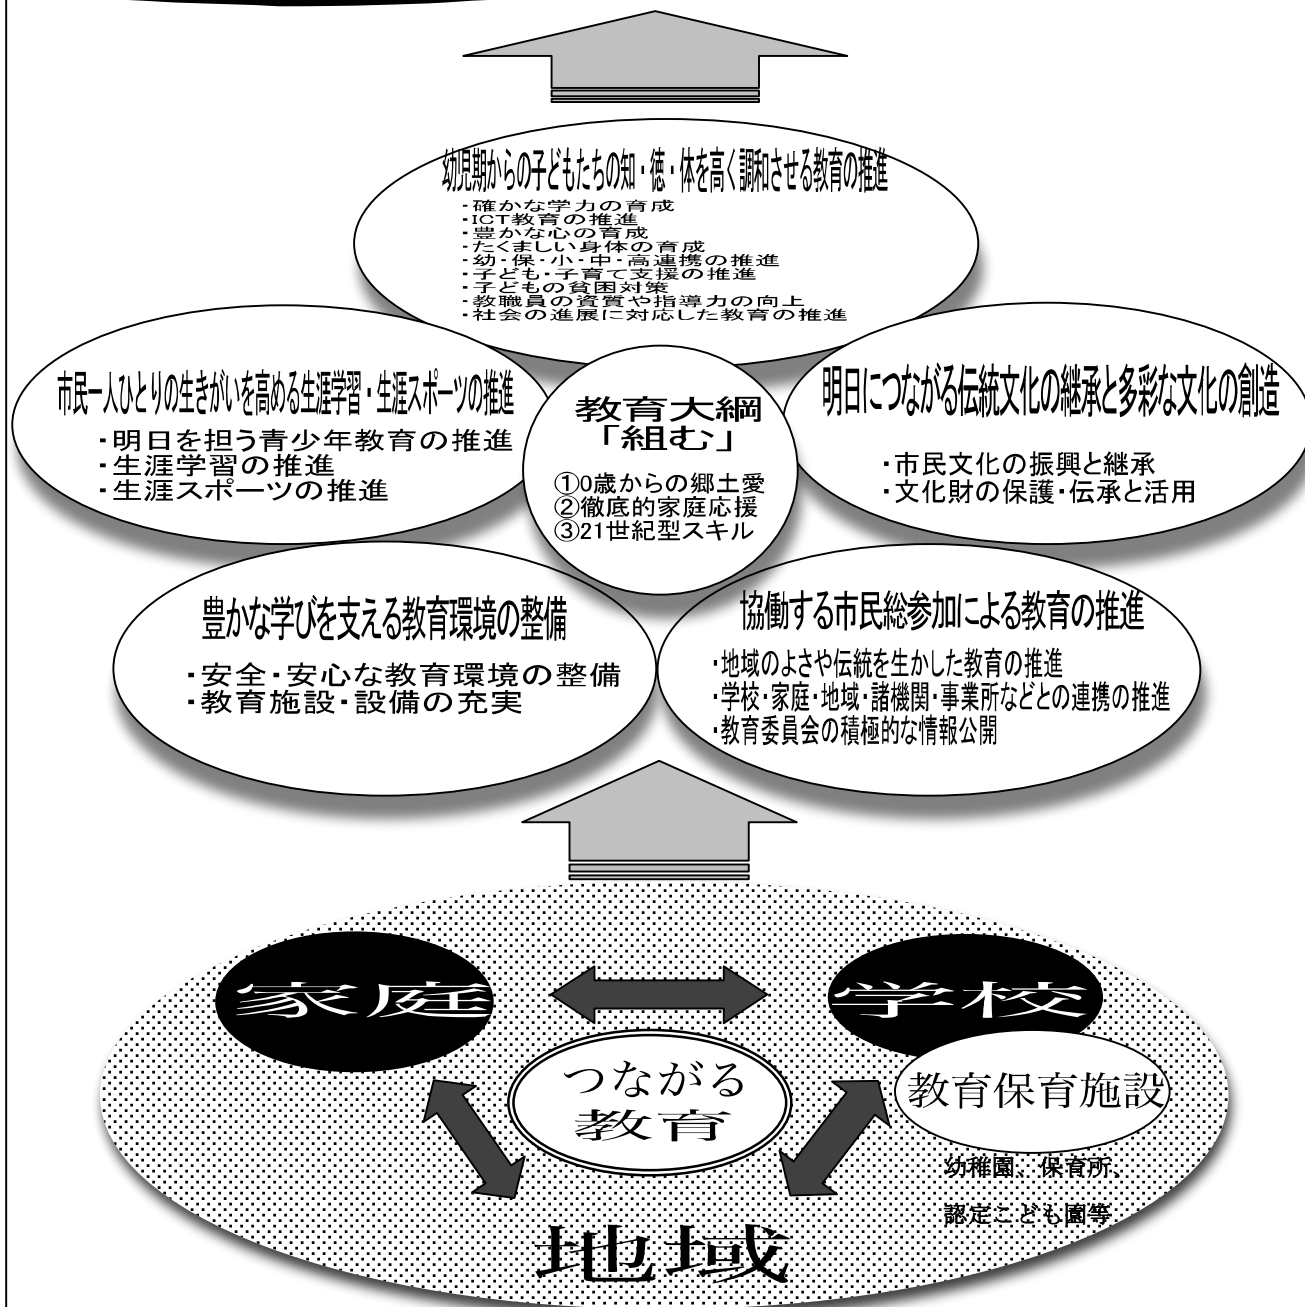 幼児期からの子どもたちの知・徳・体を高く調和させる教育の推進
・確かな学力の育成
・ICT教育の推進
・豊かな心の育成
・たくましい身体の育成
・幼・保・小・中・高連携の推進
・子ども・子育て支援の推進
・子どもの貧困対策
・教職員の資質や指導力の向上
・社会の進展に対応した教育の推進
市民一人ひとりの生きがいを高める生涯学習・生涯スポーツの推進
・明日を担う青少年教育の推進
・生涯学習の推進
・生涯スポーツの推進
教育大綱
「組む」
①0歳からの郷土愛
②徹底的家庭応援
③21世紀型スキル
明日につながる伝統文化の継承と多彩な文化の創造
・市民文化の振興と継承
・文化財の保護・伝承と活用
豊かな学びを支える教育環境の整備
・安全・安心な教育環境の整備
・教育施設・設備の充実
協働する市民総参加による教育の推進
・地域のよさや伝統を生かした教育の推進
・学校・家庭・地域・諸機関・事業所などとの連携の推進
・教育委員会の積極的な情報公開
家庭
学校
つながる
教育
教育保育施設
幼稚園、保育所、
認定こども園等
地域